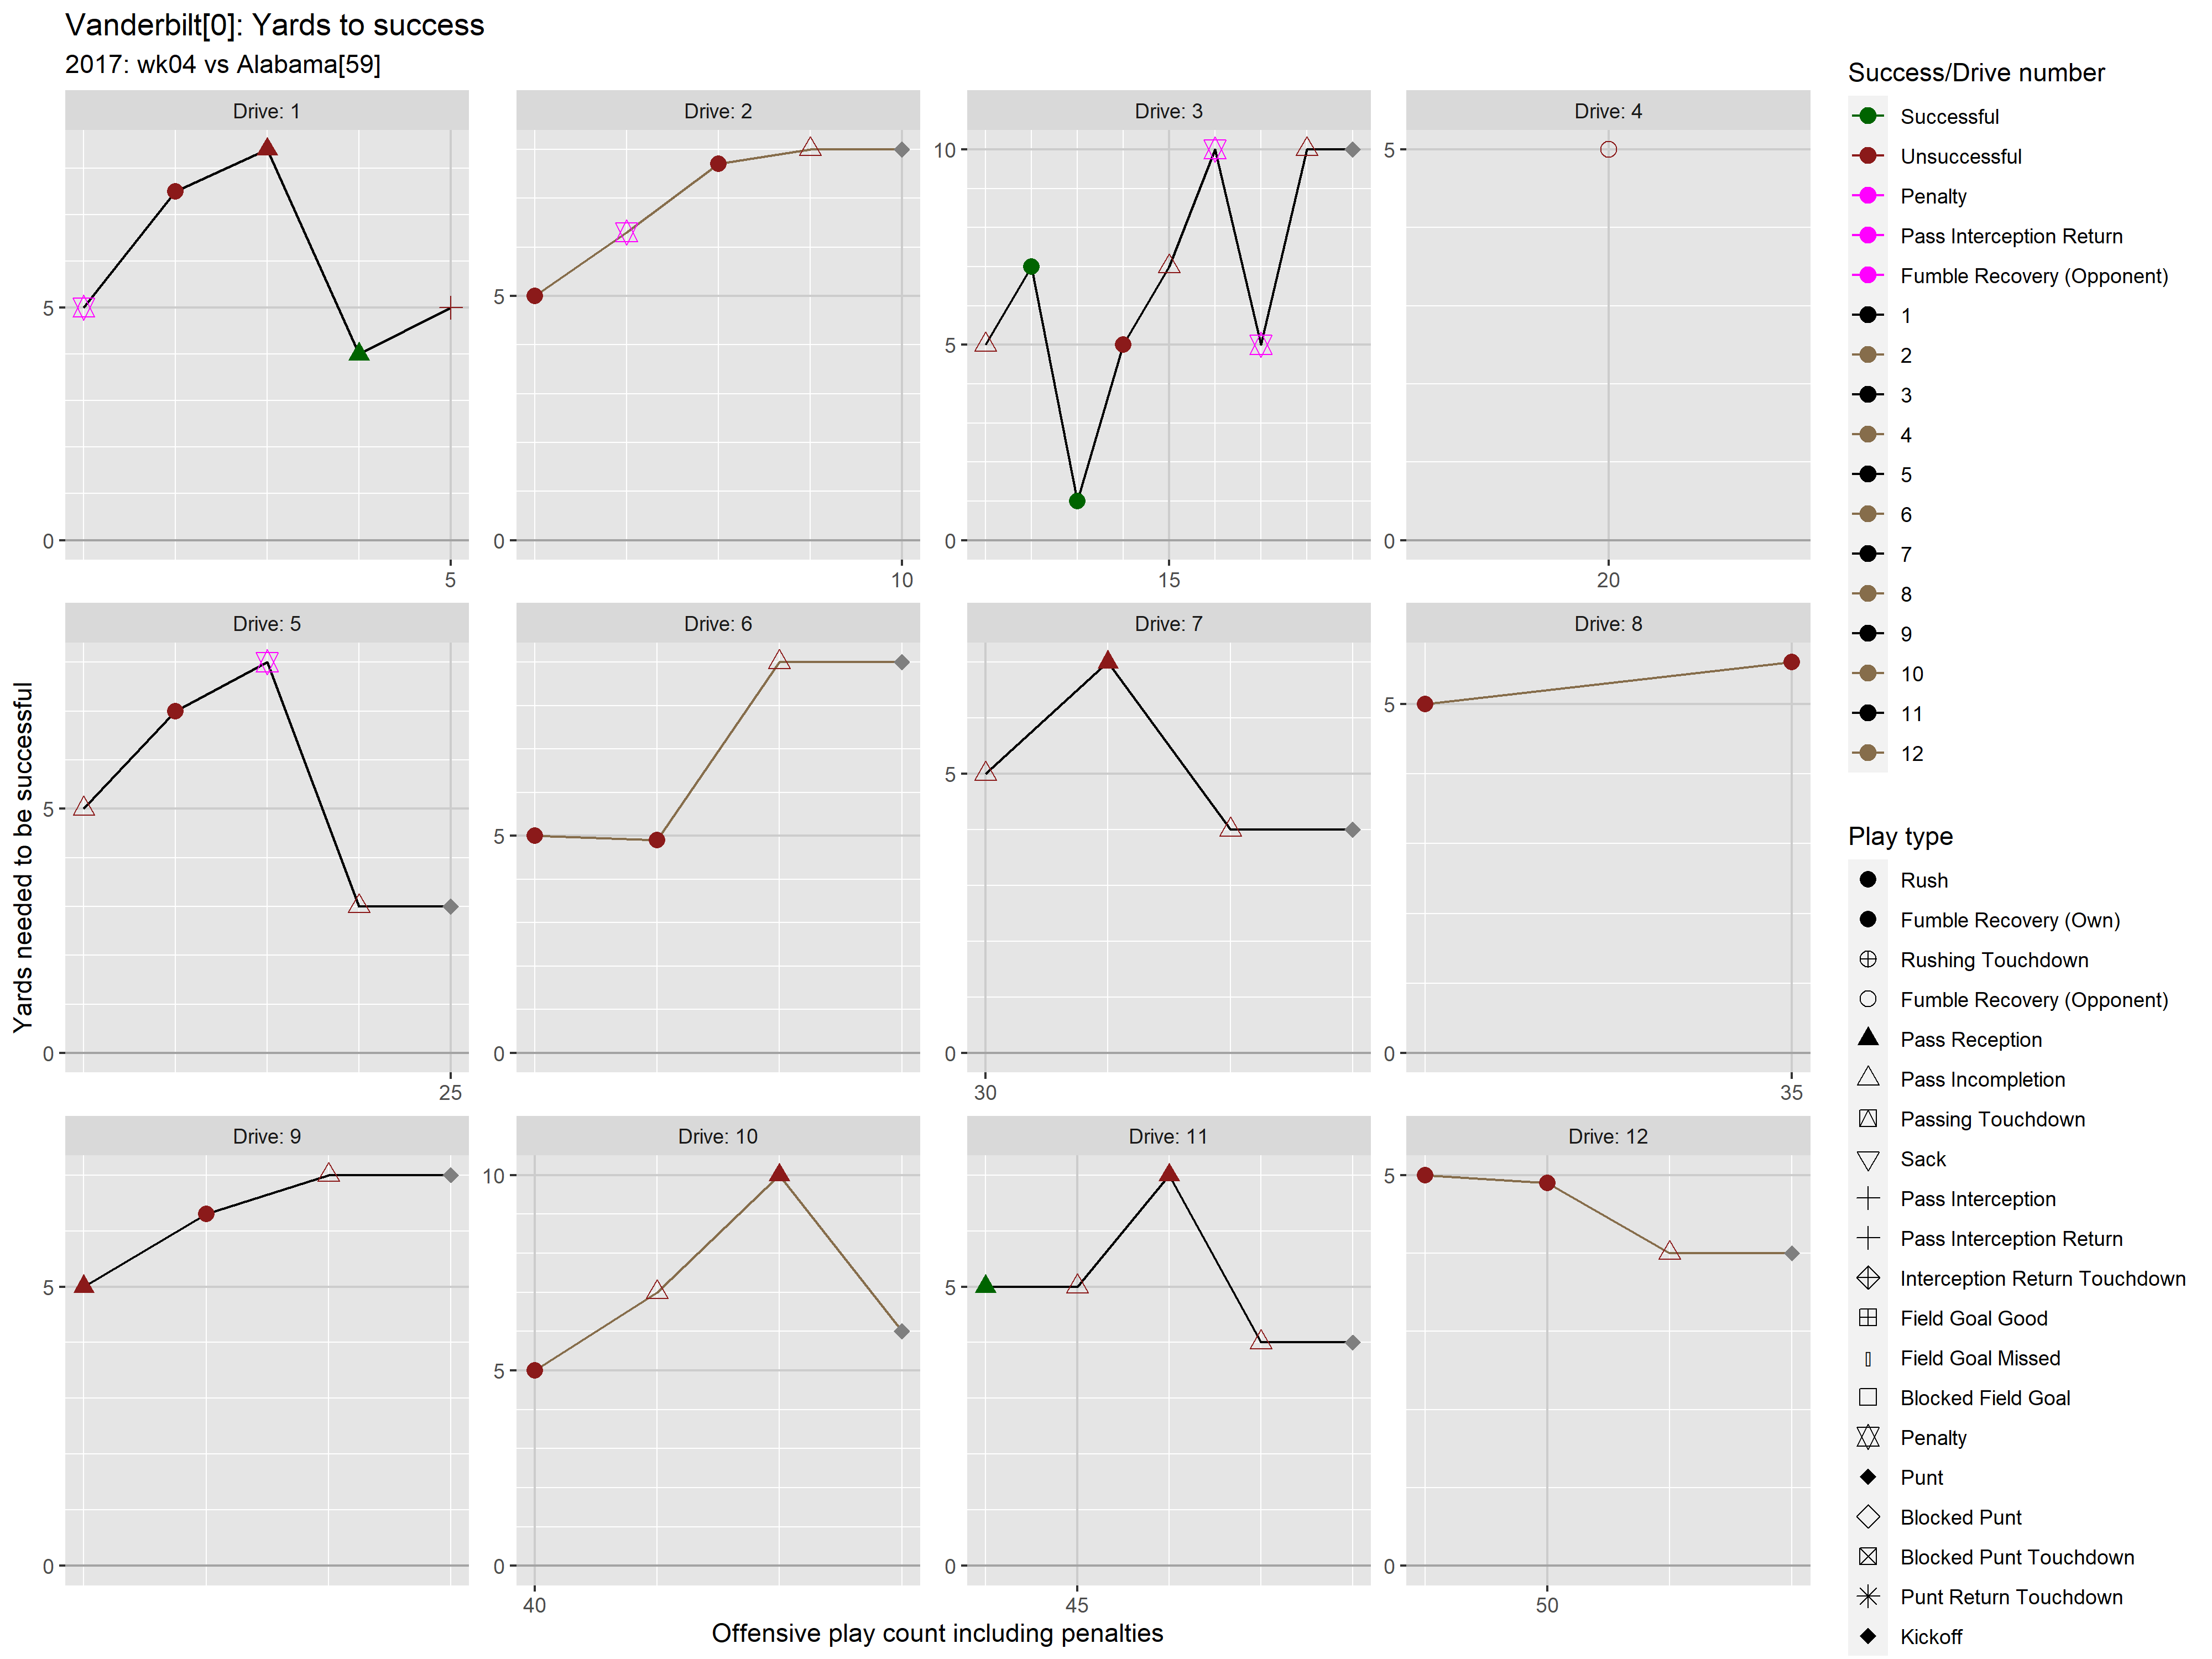 Vanderbilt[0]: Yards to success
2017: wk04 vs Alabama[59]
Drive: 1
Drive: 2
Drive: 3
Drive: 4
5
0
5
5
0
10
10
5
0
15
5
0
20
Drive: 5
Drive: 6
Drive: 7
Drive: 8
5
0
25
5
0
5
0
30
5
0
35
Drive: 9
Drive: 10
Drive: 11
Drive: 12
5
0
10
5
0
40
5
0
45
5
0
50
Yards needed to be successful
Offensive play count including penalties
Success/Drive number
Successful
Unsuccessful
Penalty
Pass Interception Return
Fumble Recovery (Opponent)
1
2
3
4
5
6
7
8
9
10
11
12
Play type
Rush
Fumble Recovery (Own)
Rushing Touchdown
Fumble Recovery (Opponent)
Pass Reception
Pass Incompletion
Passing Touchdown
Sack
Pass Interception
Pass Interception Return
Interception Return Touchdown
Field Goal Good
Field Goal Missed
Blocked Field Goal
Penalty
Punt
Blocked Punt
Blocked Punt Touchdown
Punt Return Touchdown
Kickoff